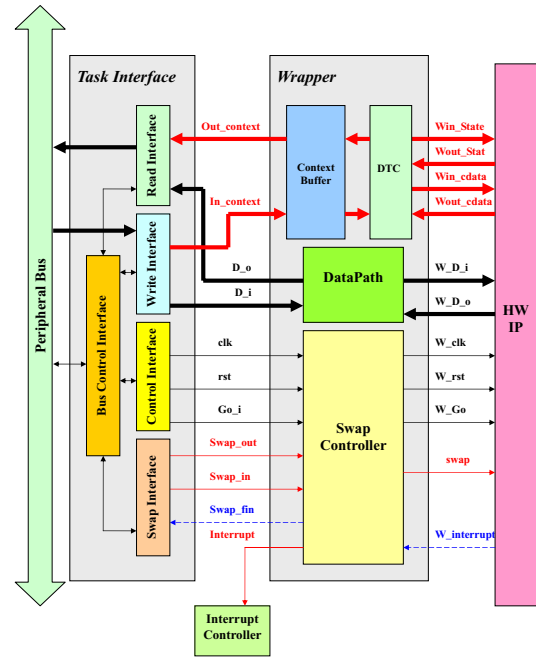 Task Interface
Wrapper
Peripheral Bus
Read Interface
Write Interface
Bus Control Interface
Control Interface
Swap Interface
Out_context
In_context
D_o
D_i
clk
rst
Go_i
Swap_out
Swap_in
Swap_fin
Interrupt
Context
Buffer
DTC
DataPath
Swap
Controller
Win_State
Wout_Stat
Win_cdata
Wout_cdata
W_D_i
W_D_o
W_clk
W_rst
W_Go
swap
W_interrupt
HW
IP
Interrupt
Controller